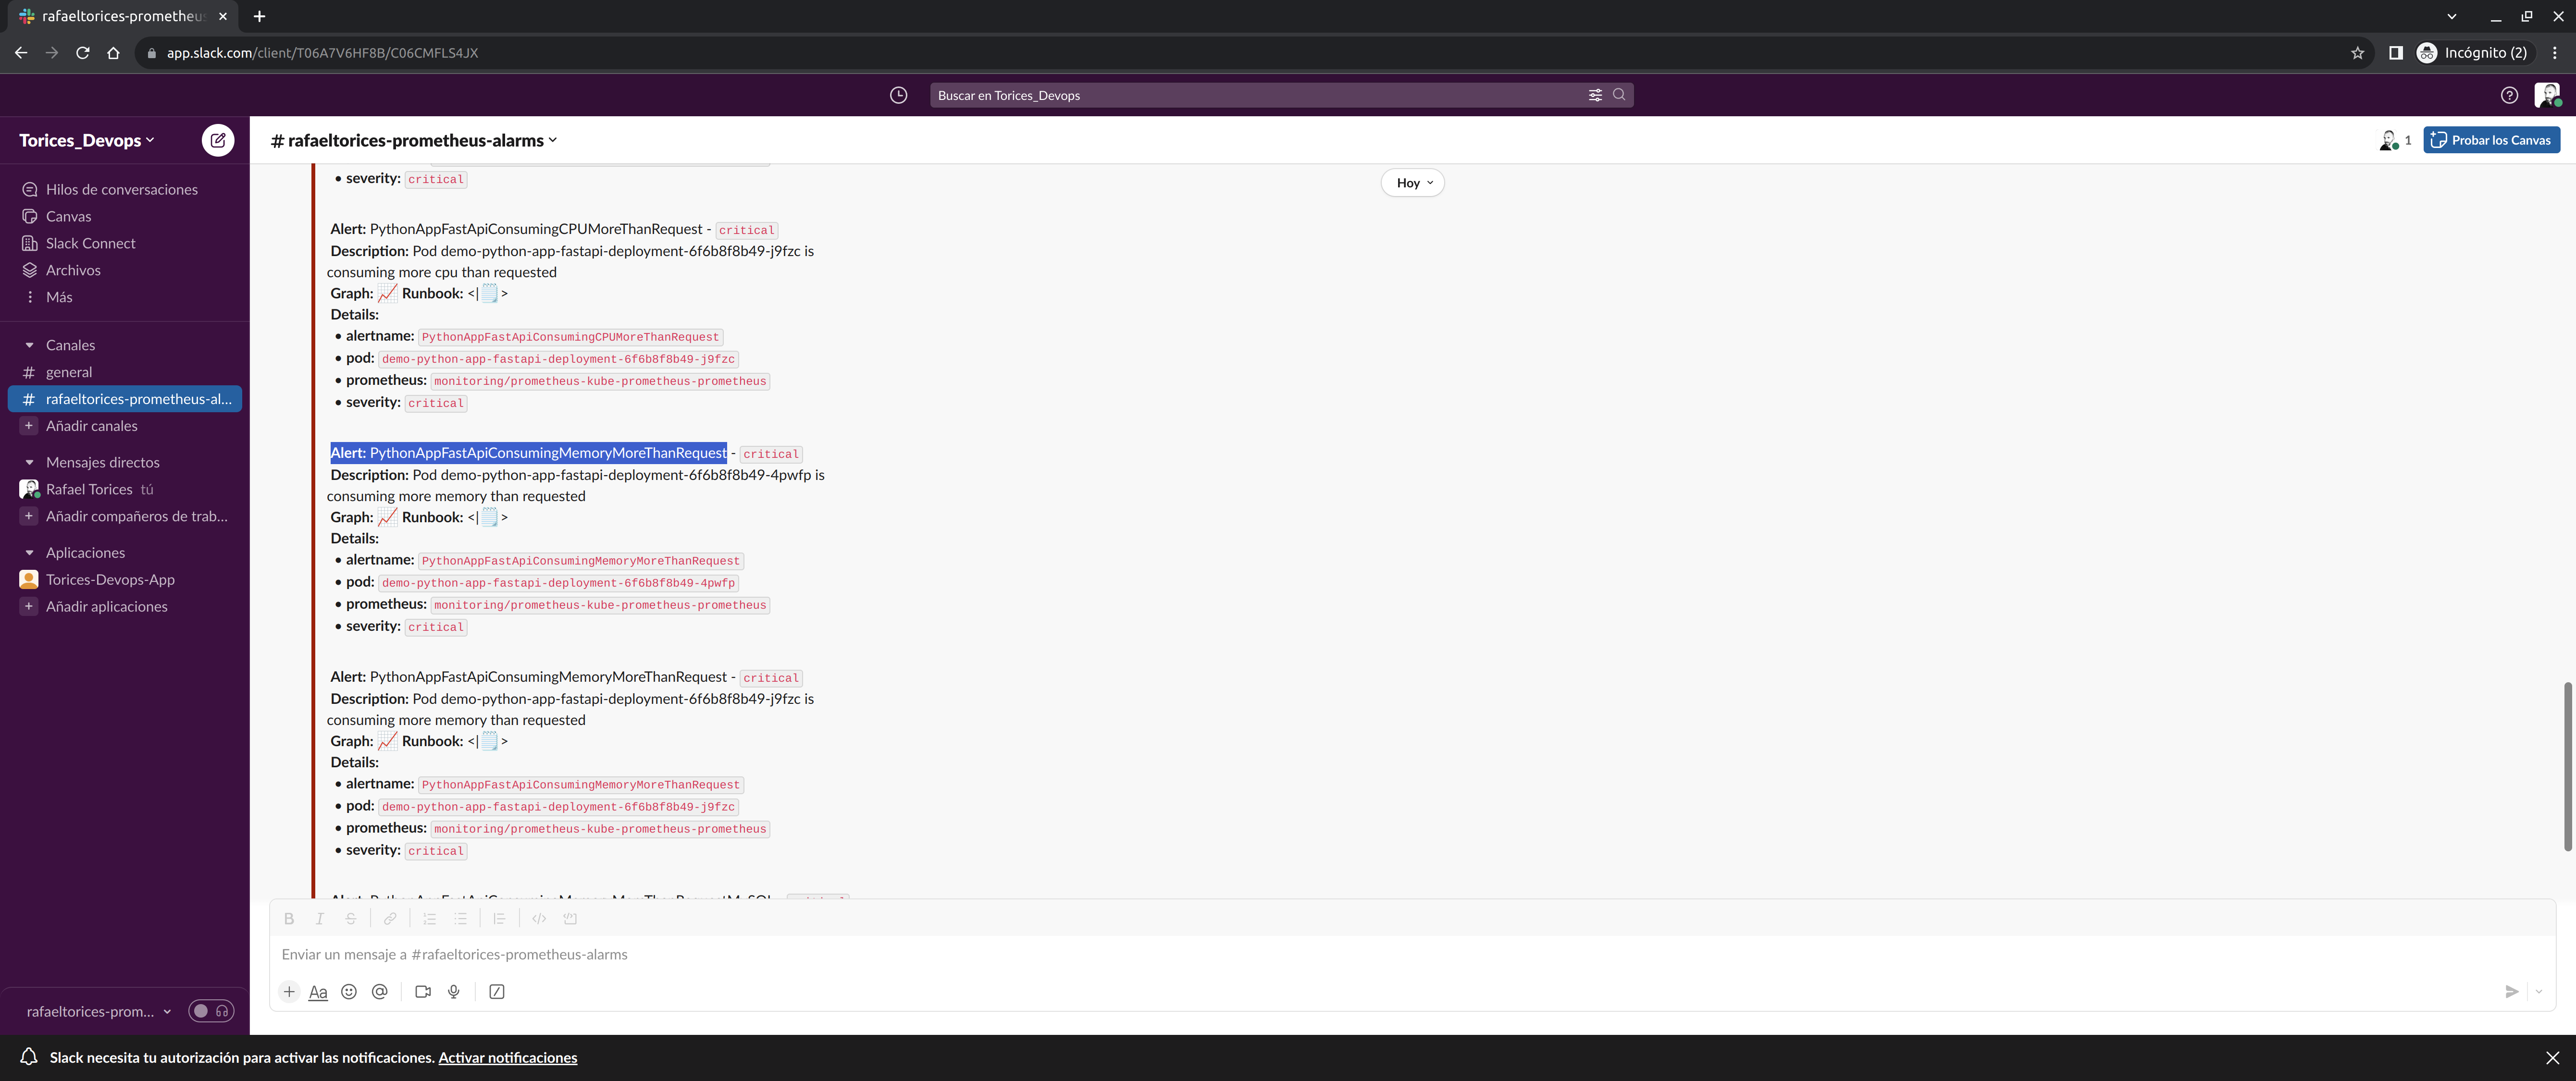 rafaeltorices-prometheu
app.slack.com/client/T06A7V6HF8B/C06CMFLS4JX
Incógnito (2)
Buscar en Torices_Devops
Torices_Devops
# rafaeltorices-prometheus-alarms
1
Probar los Canvas
Hilos de conversaciones
Canvas
Slack Connect
Archivos
Más
Canales
# general
# rafaeltorices-prometheus-al...
+ Añadir canales
Mensajes directos
Rafael Torices tú
+ Añadir compañeros de trab...
Aplicaciones
Torices-Devops-App
+ Añadir aplicaciones
rafaeltorices-prom...
Hoy
• severity: critical
Alert: PythonAppFastApiConsumingCPUMoreThanRequest - critical
Description: Pod demo-python-app-fastapi-deployment-6f6b8f8b49-j9fzc is
consuming more cpu than requested
Graph: Runbook: <| >
Details:
• alertname: PythonAppFastApiConsumingCPUMoreThanRequest
• pod: demo-python-app-fastapi-deployment-6f6b8f8b49-j9fzc
• prometheus: monitoring/prometheus-kube-prometheus-prometheus
• severity: critical
Alert: PythonAppFastApiConsumingMemoryMoreThanRequest - critical
Description: Pod demo-python-app-fastapi-deployment-6f6b8f8b49-4pwfp is
consuming more memory than requested
Graph: Runbook: <| >
Details:
• alertname: PythonAppFastApiConsumingMemoryMoreThanRequest
• pod: demo-python-app-fastapi-deployment-6f6b8f8b49-4pwfp
• prometheus: monitoring/prometheus-kube-prometheus-prometheus
• severity: critical
Alert: PythonAppFastApiConsumingMemoryMoreThanRequest - critical
Description: Pod demo-python-app-fastapi-deployment-6f6b8f8b49-j9fzc is
consuming more memory than requested
Graph: Runbook: <| >
Details:
• alertname: PythonAppFastApiConsumingMemoryMoreThanRequest
• pod: demo-python-app-fastapi-deployment-6f6b8f8b49-j9fzc
• prometheus: monitoring/prometheus-kube-prometheus-prometheus
• severity: critical
B I S
Enviar un mensaje a #rafaeltorices-prometheus-alarms
+ Aa @
Slack necesita tu autorización para activar las notificaciones. Activar notificaciones